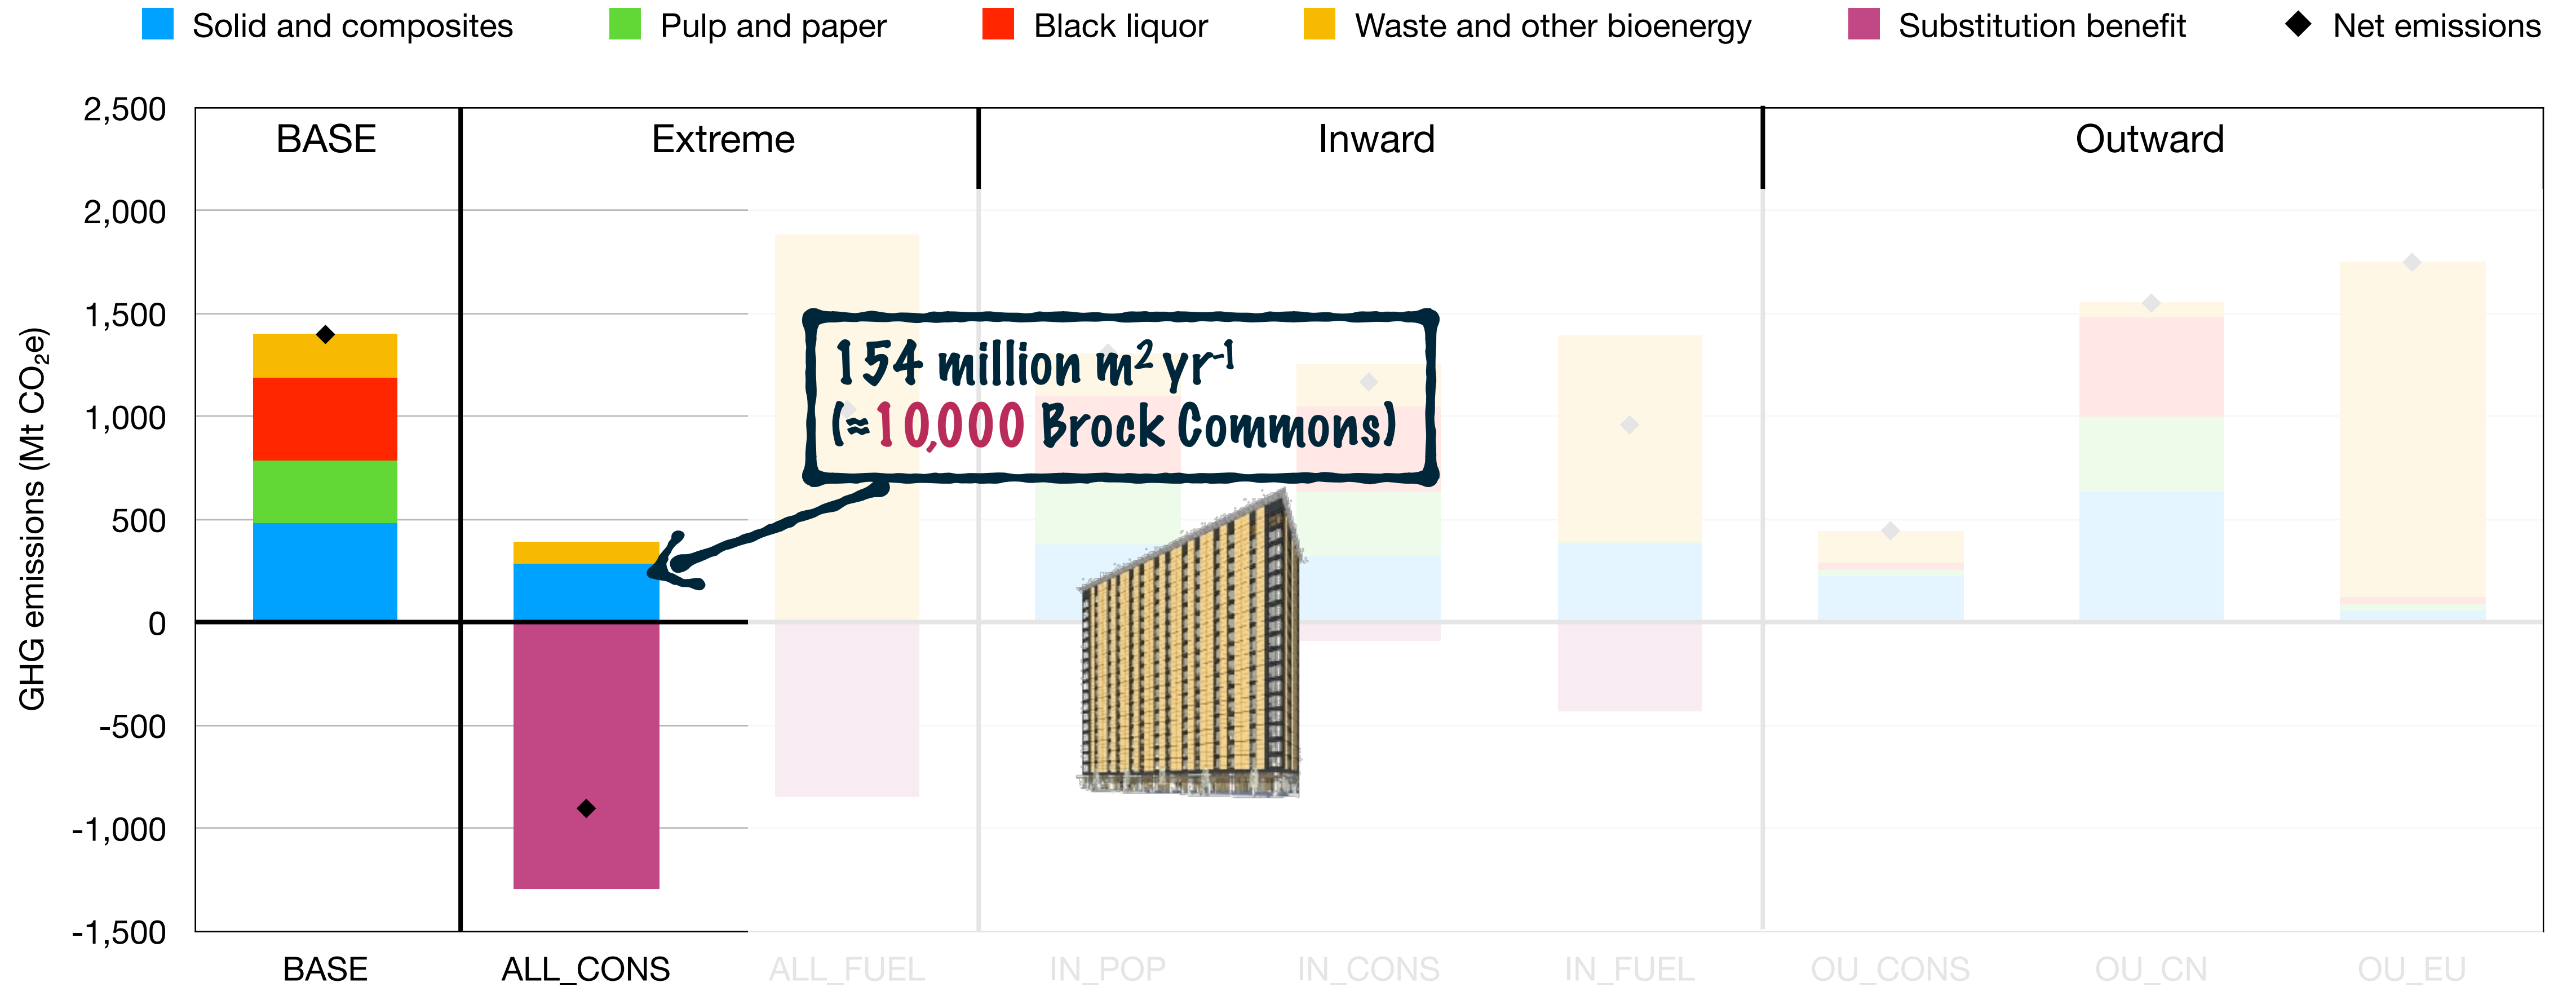 Solid and composites Pulp and paper Black liquor Waste and other bioenergy Substitution benefit Net emissions
GHG emissions (Mt CO₂e)
2,500
2,000
1,500
1,000
500
0
-500
-1,000
-1,500
BASE Extreme Inward Outward
154 million m² yr⁻¹
(≈10,000 Brock Commons)
BASE ALL_CONS ALL_FUEL IN_POP IN_CONS IN_FUEL OU_CONS OU_CN OU_EU